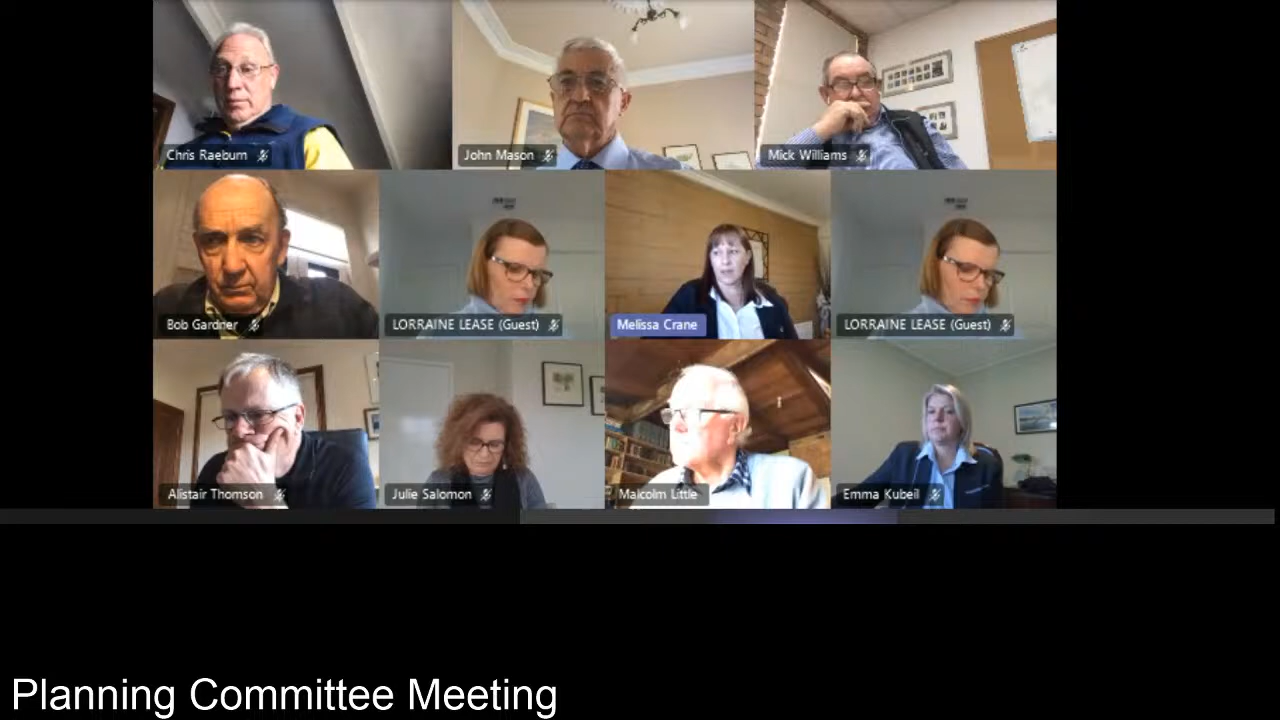 Chris Raeburn
John Mason
Mick Williams
Bob Gardner
LORRAINE LEASE (Guest)
Melissa Crane
LORRAINE LEASE (Guest)
Alistair Thomson
Julie Salomon
Malcolm Little
Emma Kubeil
Planning Committee Meeting